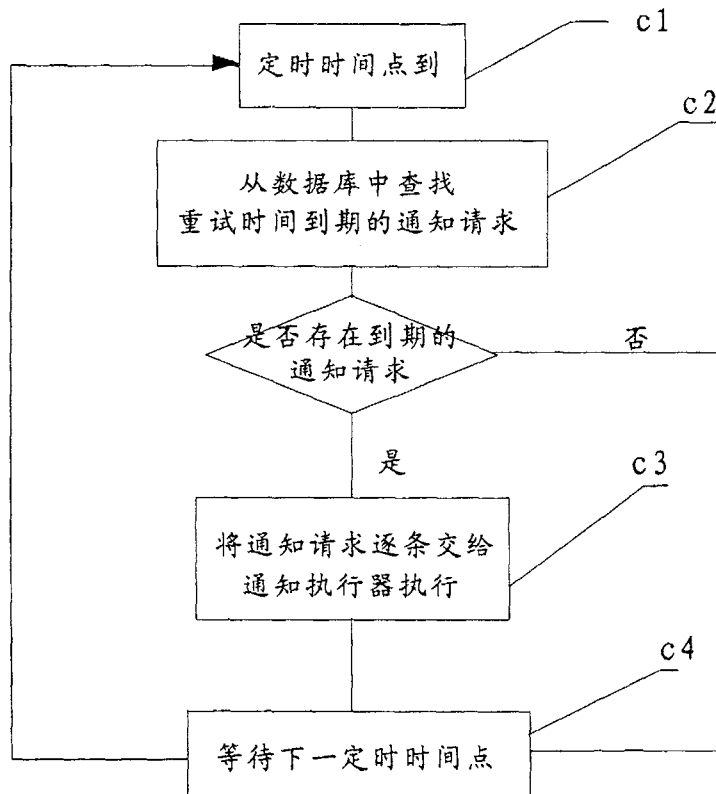 c1
定时时间点到
c2
从数据库中查找
重试时间到期的通知请求
是否存在到期的
通知请求
否
是
c3
将通知请求逐条交给
通知执行器执行
c4
等待下一定时时间点